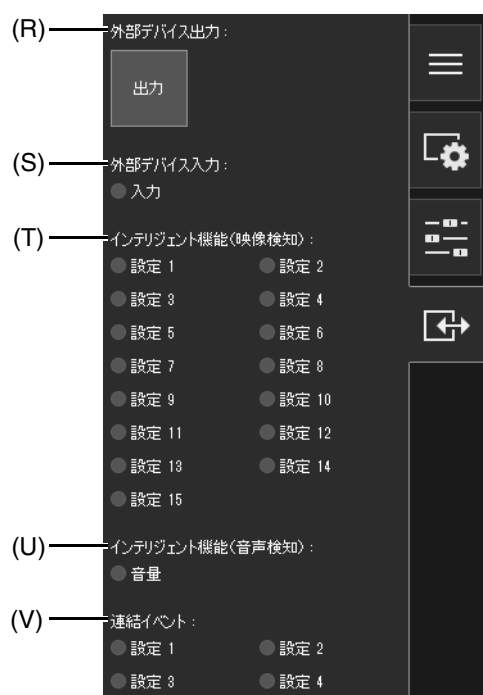 (R) 外部デバイス出力：
出力
(S) 外部デバイス入力：
入力
(T) インテリジェント機能(映像検知)：
設定 1 設定 2
設定 3 設定 4
設定 5 設定 6
設定 7 設定 8
設定 9 設定 10
設定 11 設定 12
設定 13 設定 14
設定 15
(U) インテリジェント機能(音声検知)：
音量
(V) 連結イベント：
設定 1 設定 2
設定 3 設定 4